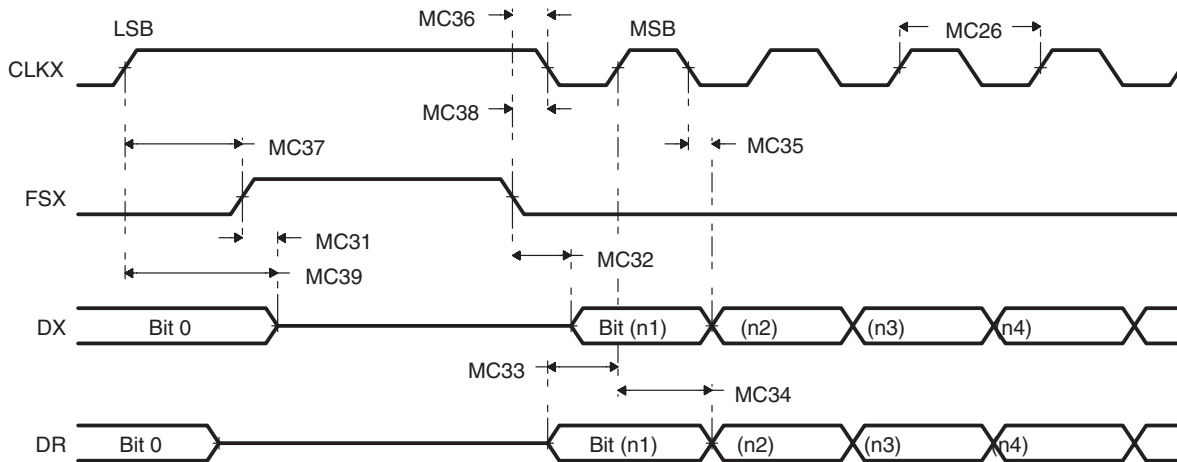 LSB
MC36
MSB
MC26
CLKX
MC38
MC37
MC35
FSX
MC31
MC32
MC39
DX
Bit 0
Bit (n1)
(n2)
(n3)
(n4)
MC33
MC34
DR
Bit 0
Bit (n1)
(n2)
(n3)
(n4)